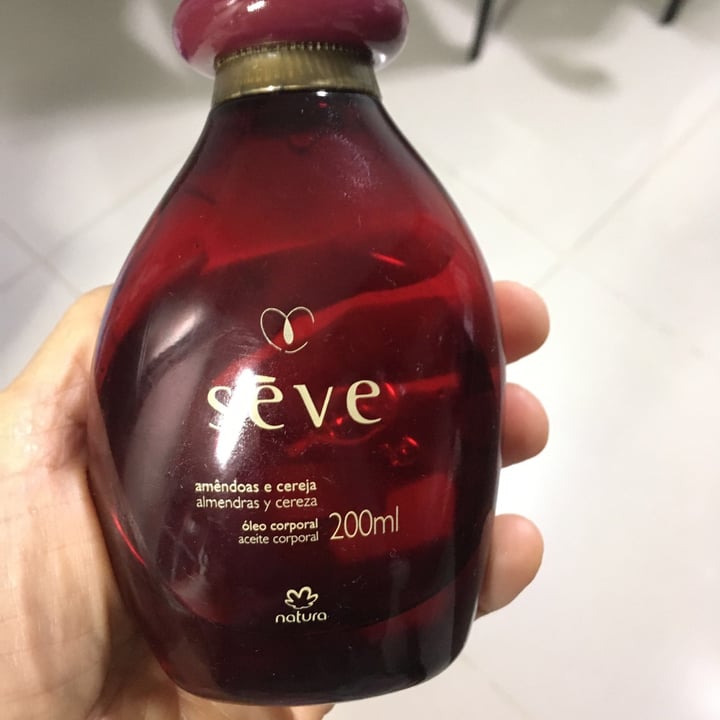 sēve
amêndoas e cereja
almendras y cereza
óleo corporal
aceite corporal
200ml
natura